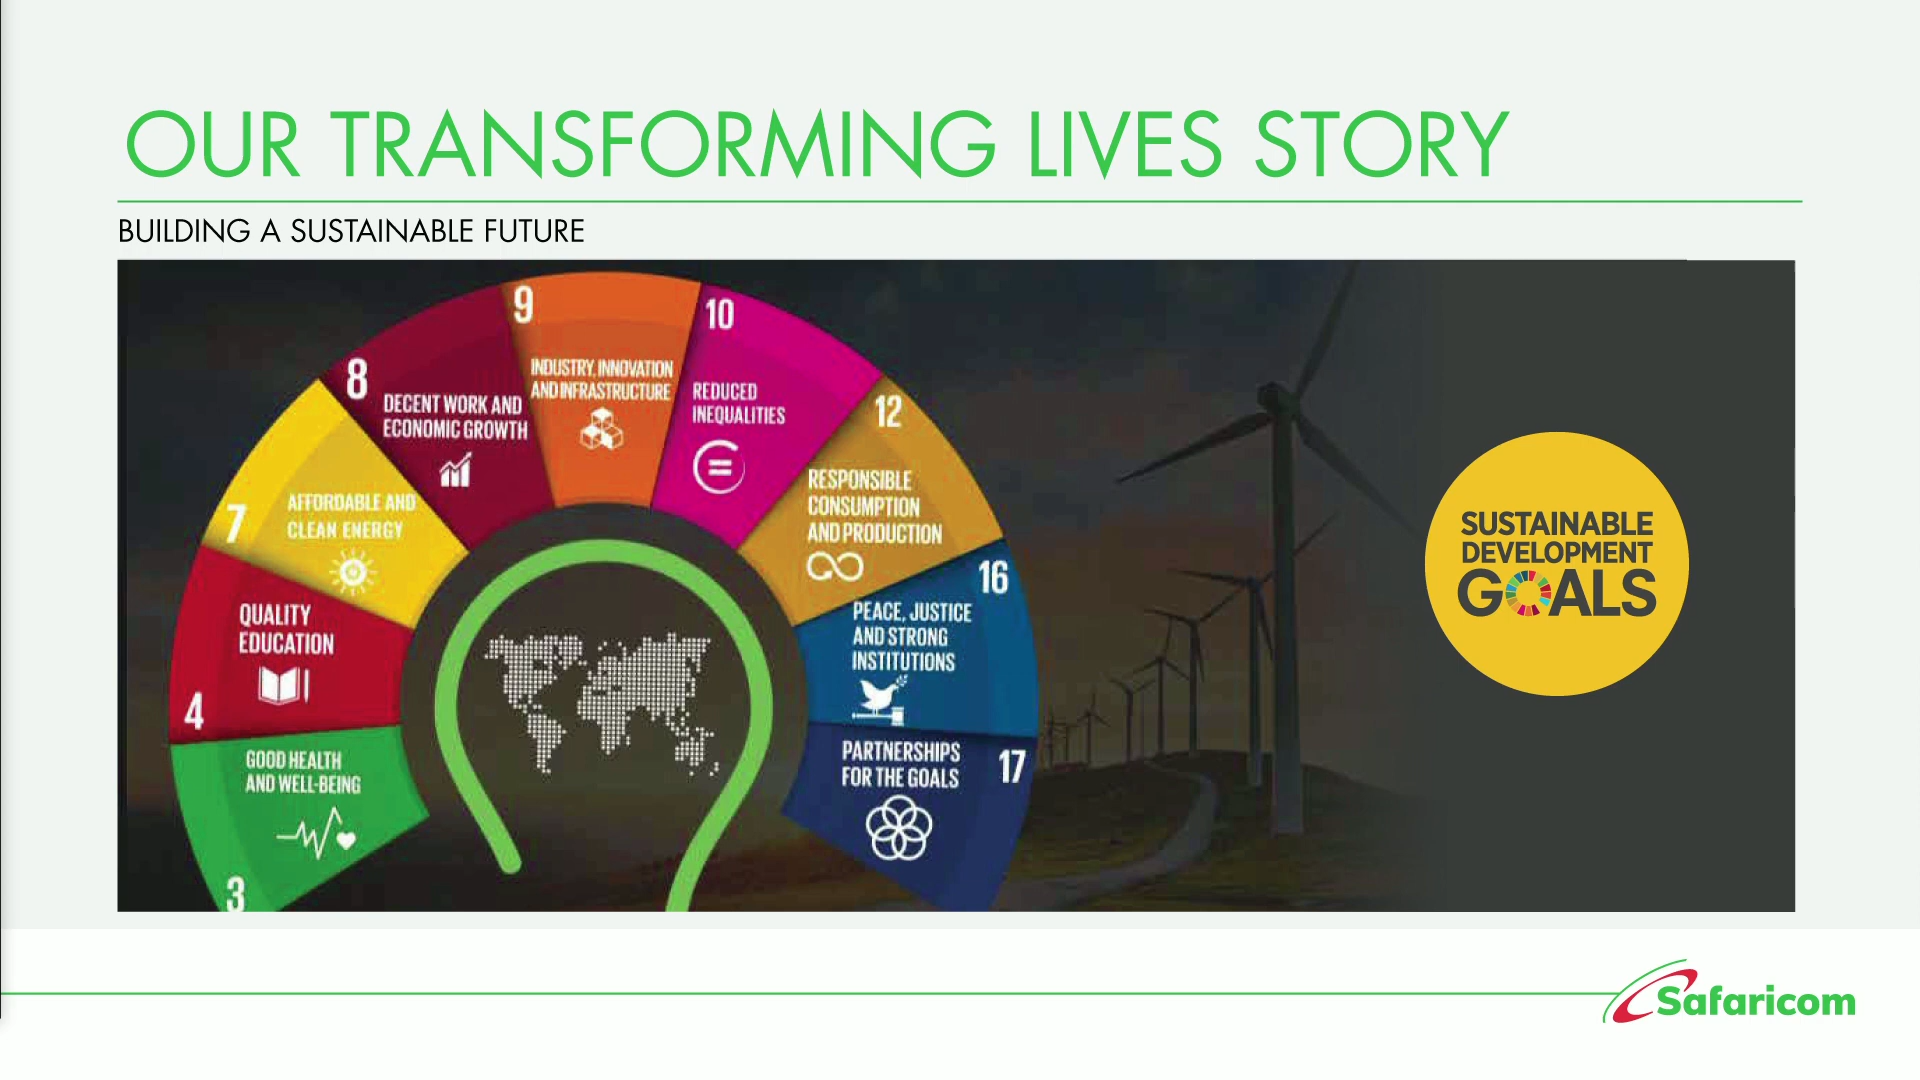 OUR TRANSFORMING LIVES STORY
BUILDING A SUSTAINABLE FUTURE
3
GOOD HEALTH
AND WELL-BEING
4
QUALITY
EDUCATION
7
AFFORDABLE AND
CLEAN ENERGY
8
DECENT WORK AND
ECONOMIC GROWTH
9
INDUSTRY, INNOVATION
AND INFRASTRUCTURE
10
REDUCED
INEQUALITIES
12
RESPONSIBLE
CONSUMPTION
AND PRODUCTION
16
PEACE, JUSTICE
AND STRONG
INSTITUTIONS
17
PARTNERSHIPS
FOR THE GOALS
SUSTAINABLE
DEVELOPMENT
GOALS
Safaricom